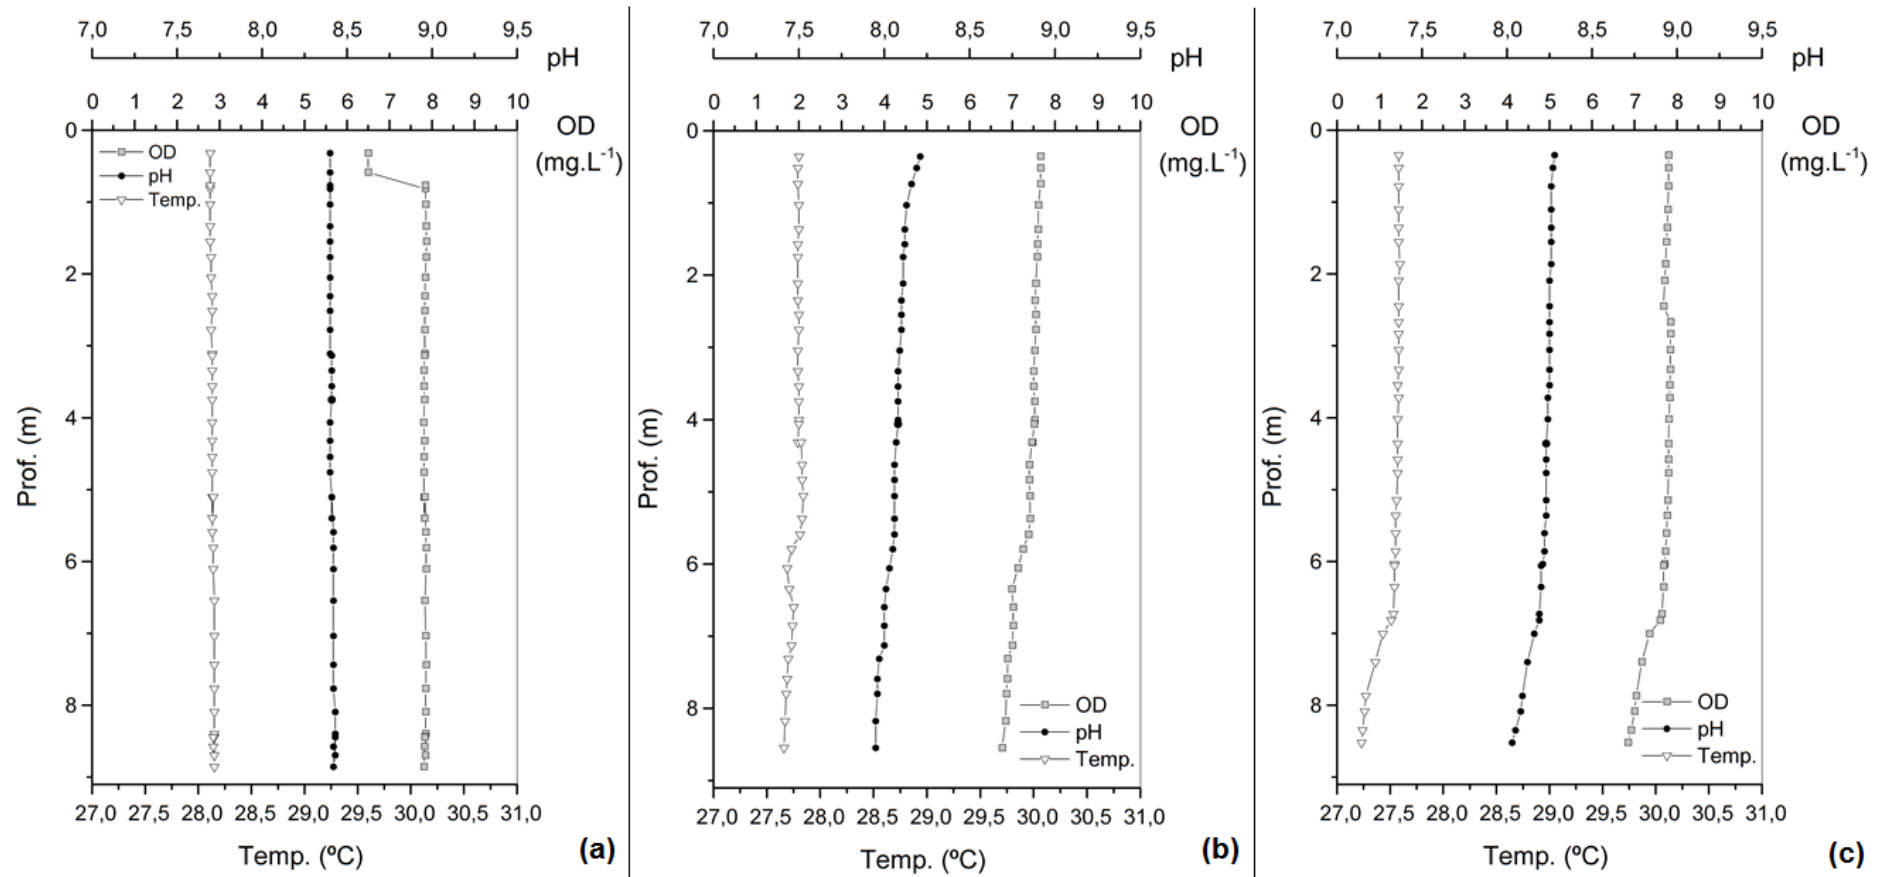 7,0 7,5 8,0 8,5 9,0 9,5
pH
0 1 2 3 4 5 6 7 8 9 10
OD
(mg.L-1)
0
2
4
6
8
Prof. (m)
OD
pH
Temp.
27,0 27,5 28,0 28,5 29,0 29,5 30,0 30,5 31,0
Temp. (ºC)
(a)
7,0 7,5 8,0 8,5 9,0 9,5
pH
0 1 2 3 4 5 6 7 8 9 10
OD
(mg.L-1)
0
2
4
6
8
Prof. (m)
OD
pH
Temp.
27,0 27,5 28,0 28,5 29,0 29,5 30,0 30,5 31,0
Temp. (ºC)
(b)
7,0 7,5 8,0 8,5 9,0 9,5
pH
0 1 2 3 4 5 6 7 8 9 10
OD
(mg.L-1)
0
2
4
6
8
Prof. (m)
OD
pH
Temp.
27,0 27,5 28,0 28,5 29,0 29,5 30,0 30,5 31,0
Temp. (ºC)
(c)